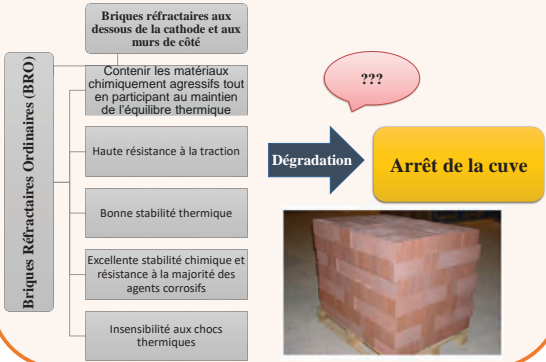 Briques Réfractaires Ordinaires (BRO)
Briques réfractaires aux
dessous de la cathode et aux
murs de côté
Contenir les matériaux
chimiquement agressifs tout
en participant au maintien
de l'équilibre thermique
Haute résistance à la traction
Bonne stabilité thermique
Excellente stabilité chimique et
résistance à la majorité des
agents corrosifs
Insensibilité aux chocs
thermiques
???
Dégradation
Arrêt de la cuve